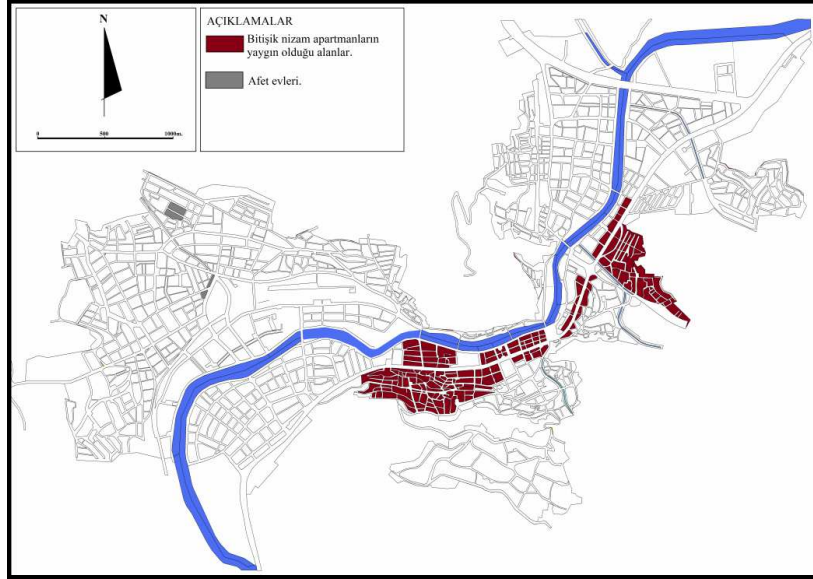 N
0 500 1000m.
AÇIKLAMALAR
Bitişik nizam apartmanların
yaygın olduğu alanlar.
Afet evleri.